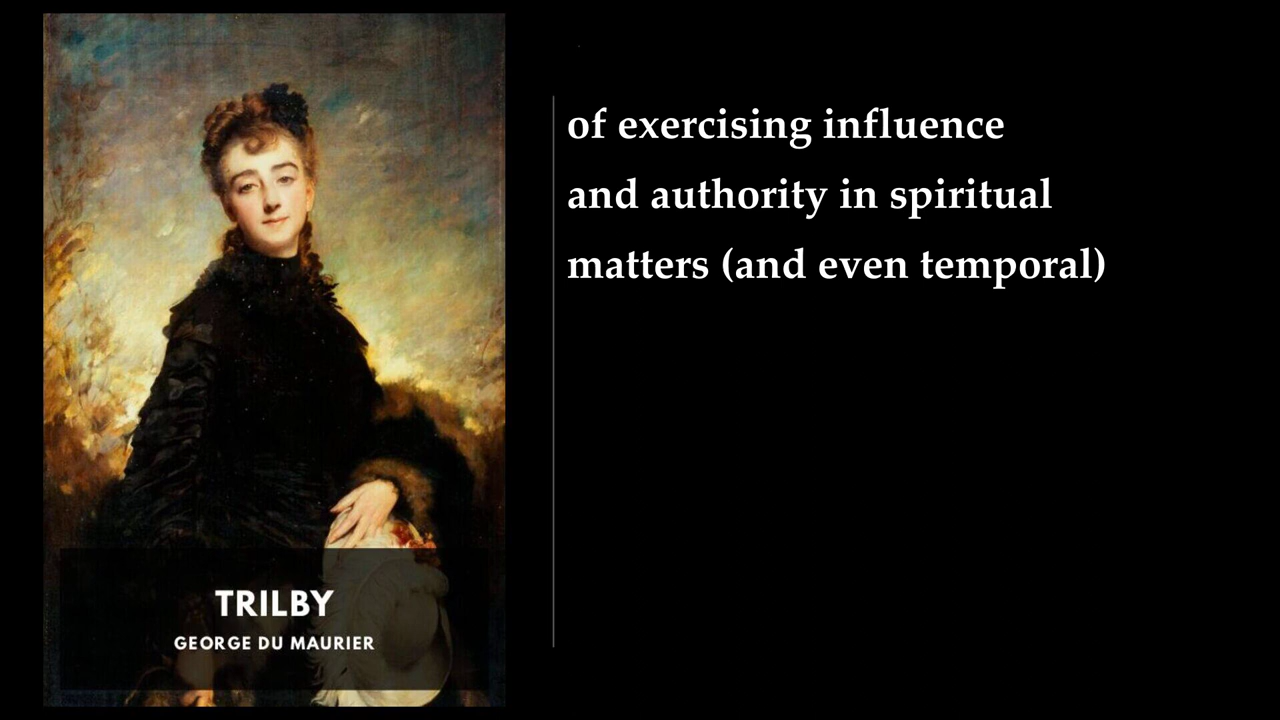 TRILBY
GEORGE DU MAURIER
of exercising influence
and authority in spiritual
matters (and even temporal)